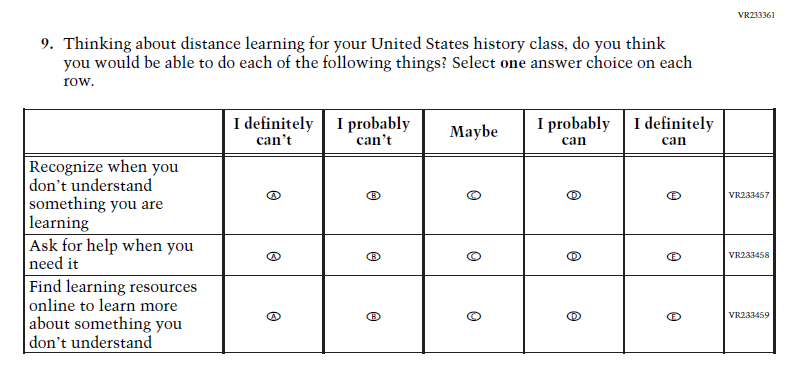 VR233361
9. Thinking about distance learning for your United States history class, do you think
you would be able to do each of the following things? Select one answer choice on each
row.
I definitely can't I probably can't Maybe I probably can I definitely can
Recognize when you
don't understand
something you are
learning
A B C D E VR233457
Ask for help when you
need it
A B C D E VR233458
Find learning resources
online to learn more
about something you
don't understand
A B C D E VR233459